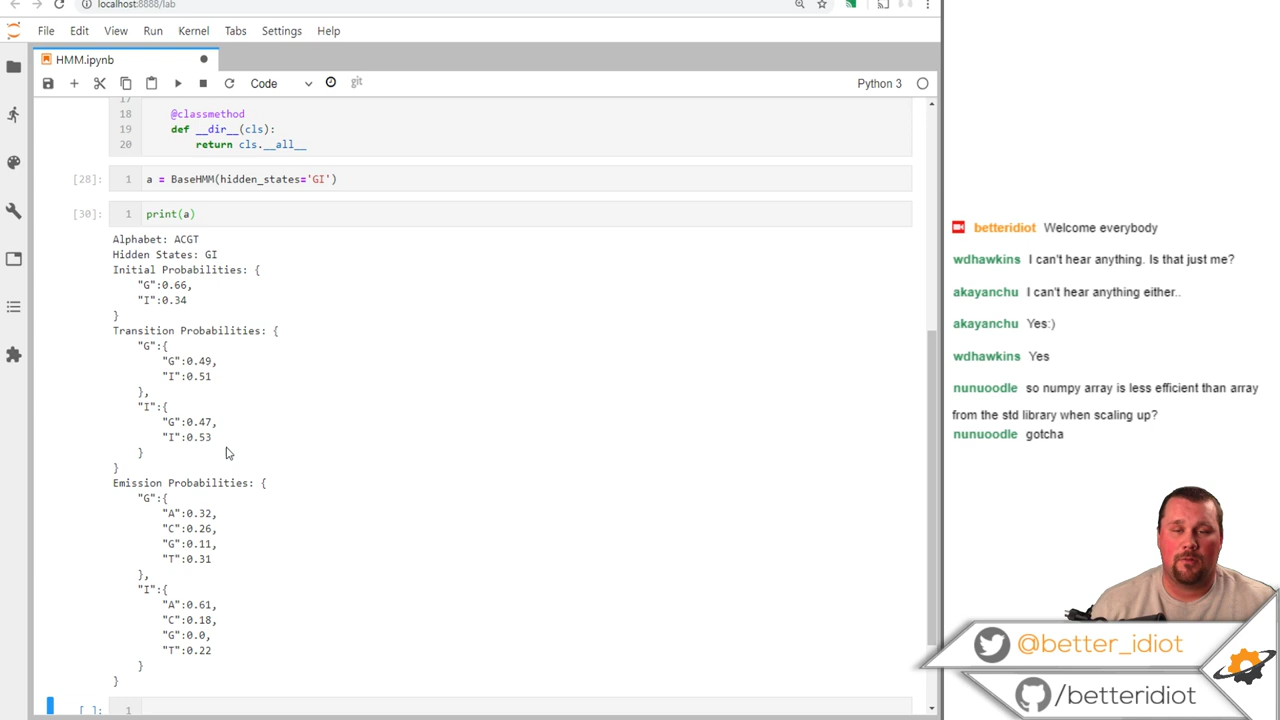 localhost:8888/lab
File Edit View Run Kernel Tabs Settings Help
HMM.ipynb
Code git Python 3
17
18 @classmethod
19 def __dir__(cls):
20 return cls.__all__
[28]: 1 a = BaseHMM(hidden_states='GI')
[30]: 1 print(a)
Alphabet: ACGT
Hidden States: GI
Initial Probabilities: {
"G":0.66,
"I":0.34
}
Transition Probabilities: {
"G":{
"G":0.49,
"I":0.51
},
"I":{
"G":0.47,
"I":0.53
}
}
Emission Probabilities: {
"G":{
"A":0.32,
"C":0.26,
"G":0.11,
"T":0.31
},
"I":{
"A":0.61,
"C":0.18,
"G":0.0,
"T":0.22
}
}
[ ]: 1
betteridiot Welcome everybody
wdhawkins I can't hear anything. Is that just me?
akayanchu I can't hear anything either..
akayanchu Yes:)
wdhawkins Yes
nunuoodle so numpy array is less efficient than array
from the std library when scaling up?
nunuoodle gotcha
@better_idiot
/betteridiot